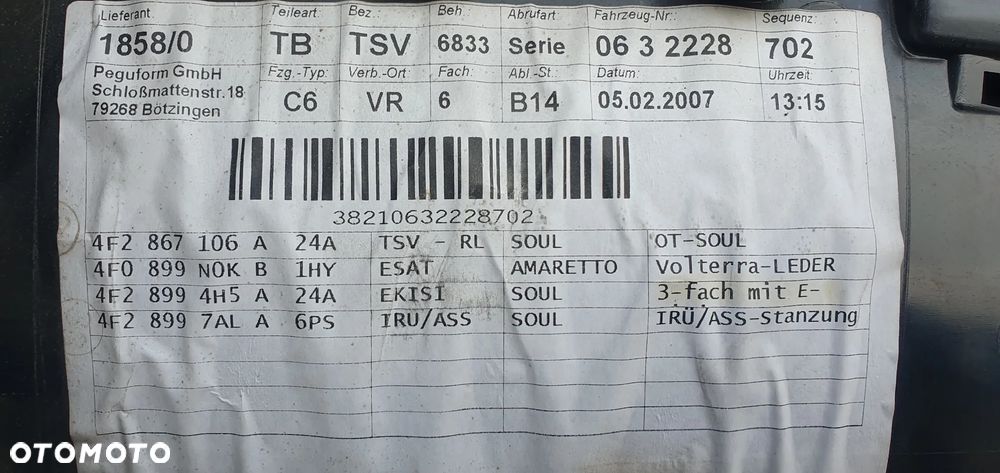 Lieferant: Teileart: Bez.: Beh.: Abrufart Fahrzeug-Nr.: Sequenz:
1858/0 TB TSV 6833 Serie 06 3 2228 702
Peguform GmbH Fzg.-Typ: Verb.-Ort: Fach: Abl-St.: Datum: Uhrzeit:
Schloßmattenstr.18 C6 VR 6 B14 05.02.2007 13:15
79268 Bötzingen
38210632228702
4F2 867 106 A 24A TSV - RL SOUL OT-SOUL
4F0 899 N0K B 1HY ESAT AMARETTO Volterra-LEDER
4F2 899 4H5 A 24A EKISI SOUL 3-fach mit E-
4F2 899 7AL A 6PS IRU/ASS SOUL IRÜ/ASS-Stanzung
OTOMOTO